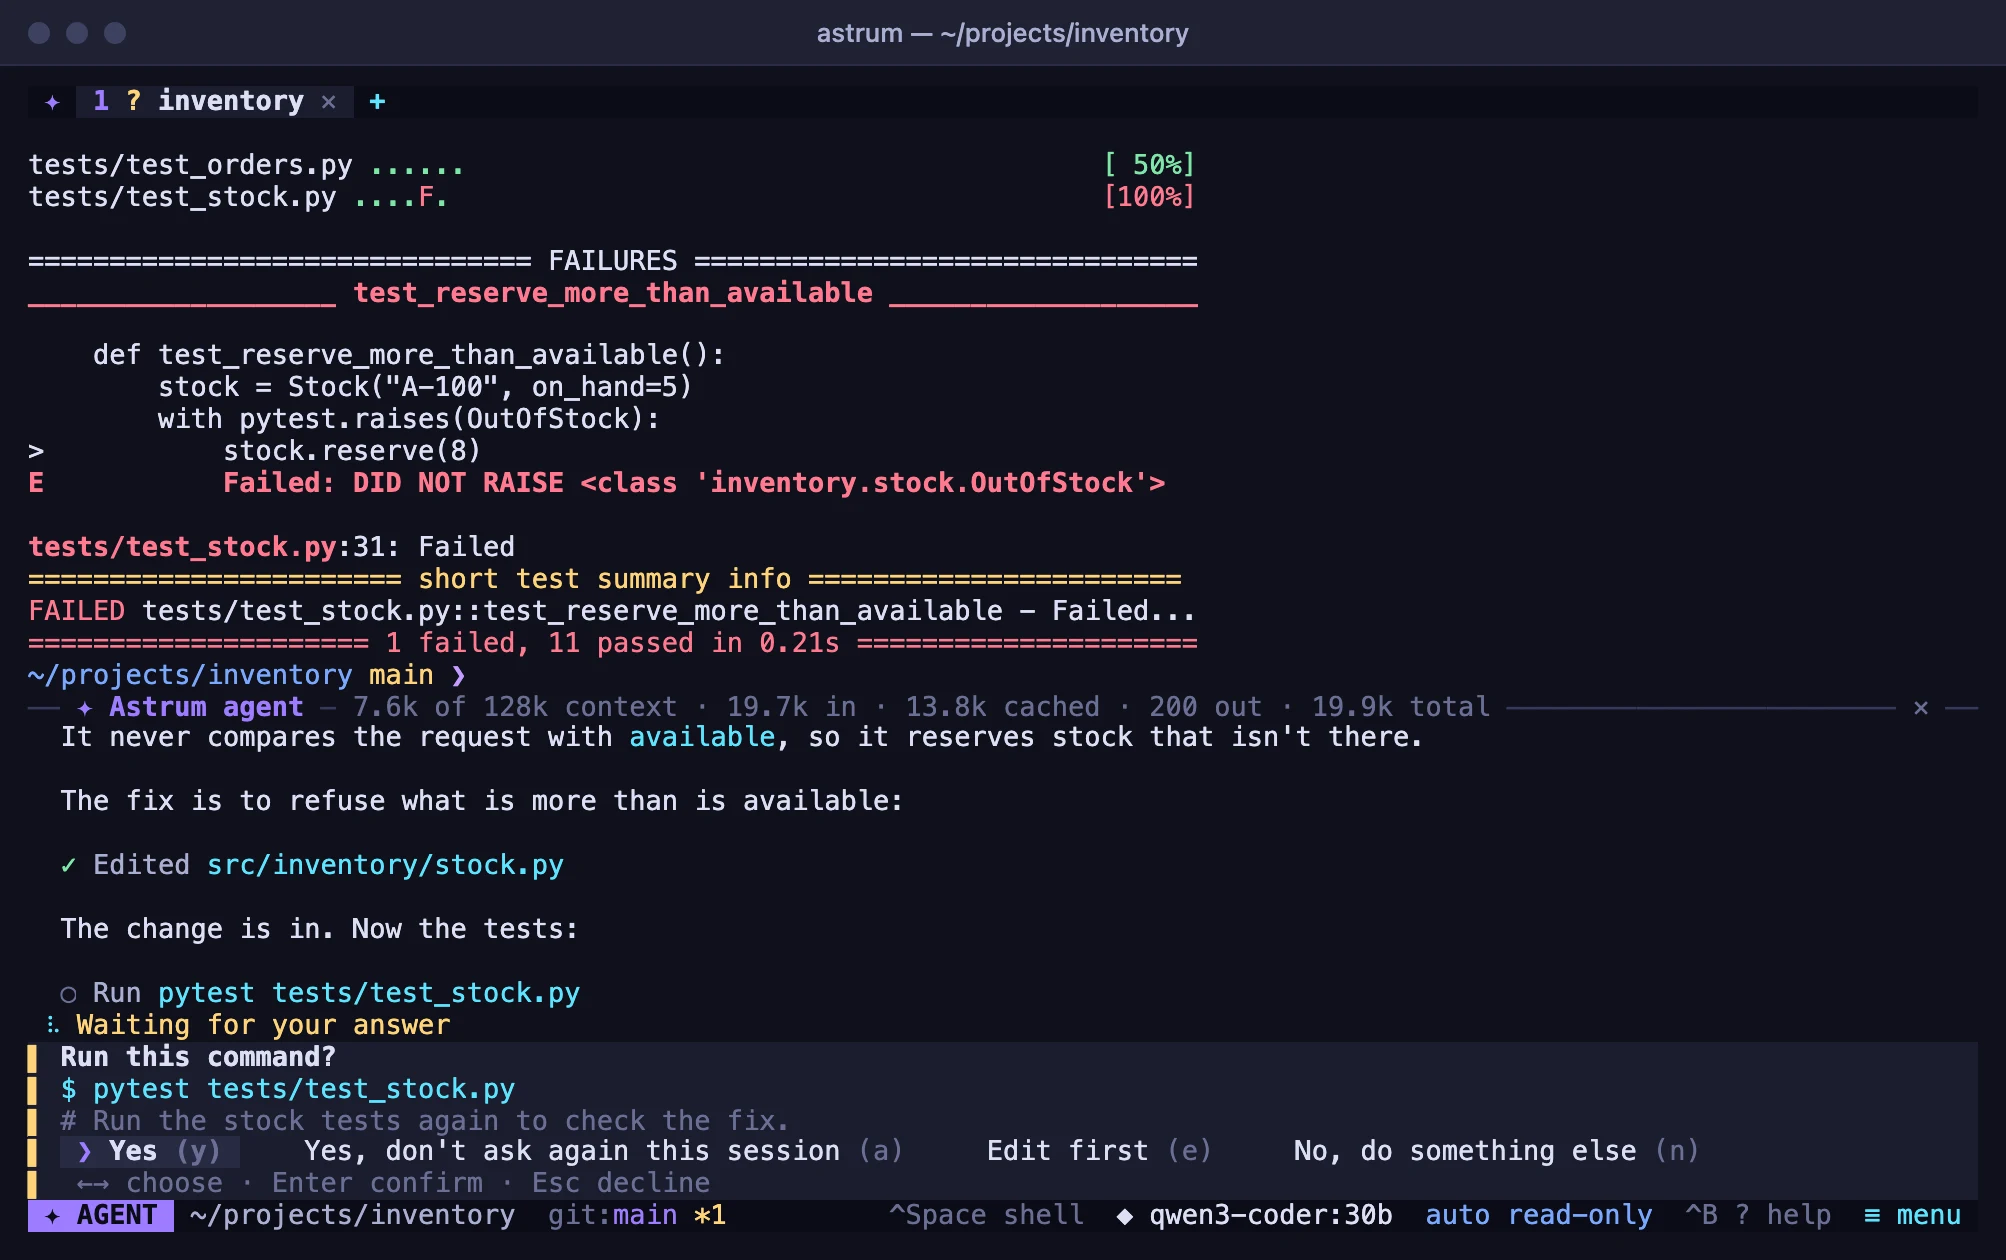 astrum — ~/projects/inventory
✦ 1 ? inventory × +
tests/test_orders.py ...... [ 50%]
tests/test_stock.py ....F. [100%]
=============================== FAILURES ===============================
___________________ test_reserve_more_than_available ___________________
def test_reserve_more_than_available():
stock = Stock("A-100", on_hand=5)
with pytest.raises(OutOfStock):
> stock.reserve(8)
E Failed: DID NOT RAISE <class 'inventory.stock.OutOfStock'>
tests/test_stock.py:31: Failed
======================= short test summary info =======================
FAILED tests/test_stock.py::test_reserve_more_than_available - Failed...
===================== 1 failed, 11 passed in 0.21s =====================
~/projects/inventory main ❯
── ✦ Astrum agent ─ 7.6k of 128k context · 19.7k in · 13.8k cached · 200 out · 19.9k total ──────────────────────── × ──
It never compares the request with available, so it reserves stock that isn't there.
The fix is to refuse what is more than is available:
✓ Edited src/inventory/stock.py
The change is in. Now the tests:
○ Run pytest tests/test_stock.py
Waiting for your answer
Run this command?
$ pytest tests/test_stock.py
# Run the stock tests again to check the fix.
❯ Yes (y) Yes, don't ask again this session (a) Edit first (e) No, do something else (n)
←→ choose · Enter confirm · Esc decline
✦ AGENT ~/projects/inventory git:main *1 ^Space shell ◆ qwen3-coder:30b auto read-only ^B ? help ≡ menu